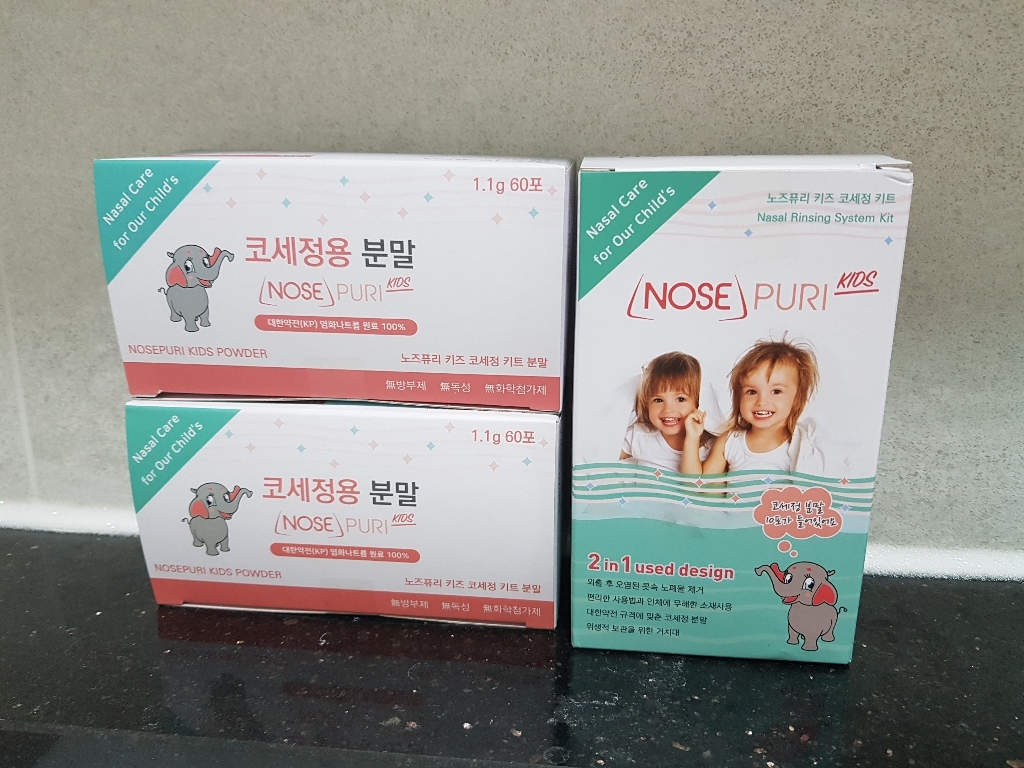 Nasal Care
for Our Child's
1.1g 60포
코세정용 분말
NOSE PURI KIDS
대한약전(KP) 염화나트륨 원료 100%
NOSEPURI KIDS POWDER
노즈퓨리 키즈 코세정 키트 분말
無방부제 無독성 無화학첨가제
Nasal Care
for Our Child's
1.1g 60포
코세정용 분말
NOSE PURI KIDS
대한약전(KP) 염화나트륨 원료 100%
NOSEPURI KIDS POWDER
노즈퓨리 키즈 코세정 키트 분말
無방부제 無독성 無화학첨가제
Nasal Care
for Our Child's
노즈퓨리 키즈 코세정 키트
Nasal Rinsing System Kit
NOSE PURI KIDS
코세정 분말
10포가 들어있어요
2 in 1 used design
외출 후 오염된 콧속 노폐물 제거
편리한 사용법과 인체에 무해한 소재사용
대한약전 규격에 맞춘 코세정 분말
위생적 보관을 위한 거치대